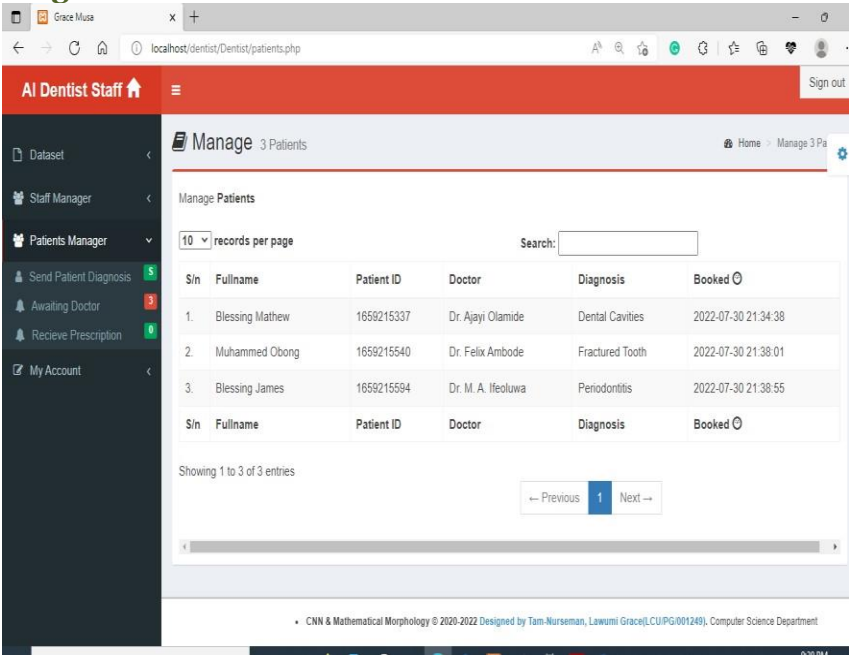 Grace Musa
localhost/dentist/Dentist/patients.php
AI Dentist Staff
Sign out
Manage 3 Patients
Home > Manage 3 Pa
Dataset
Staff Manager
Patients Manager
Send Patient Diagnosis S
Awaiting Doctor 3
Recieve Prescription 0
My Account
Manage Patients
10 records per page
Search:
S/n Fullname Patient ID Doctor Diagnosis Booked
1. Blessing Mathew 1659215337 Dr. Ajayi Olamide Dental Cavities 2022-07-30 21:34:38
2. Muhammed Obong 1659215540 Dr. Felix Ambode Fractured Tooth 2022-07-30 21:38:01
3. Blessing James 1659215594 Dr. M. A. Ifeoluwa Periodontitis 2022-07-30 21:38:55
S/n Fullname Patient ID Doctor Diagnosis Booked
Showing 1 to 3 of 3 entries
← Previous 1 Next →
• CNN & Mathematical Morphology © 2020-2022 Designed by Tam-Nurseman, Lawumi Grace(LCU/PG/001249). Computer Science Department